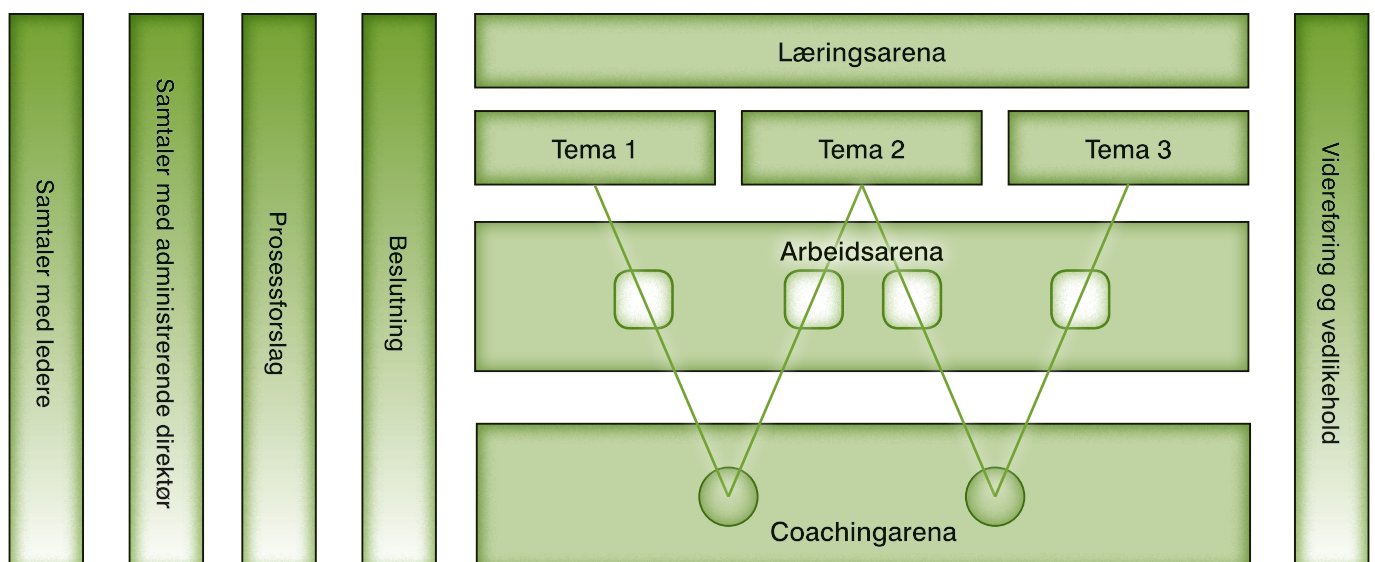 Samtaler med ledere
Samtaler med administrerende direktør
Prosessforslag
Beslutning
Læringsarena
Tema 1
Tema 2
Tema 3
Arbeidsarena
Coachingarena
Videreføring og vedlikehold